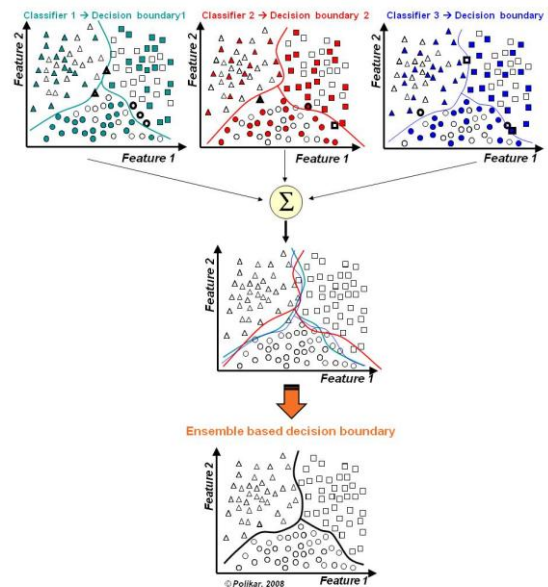 Classifier 1 → Decision boundary1
Classifier 2 → Decision boundary 2
Classifier 3 → Decision boundary
Feature 2
Feature 1
Feature 2
Feature 1
Feature 2
Feature 1
Σ
Feature 2
Feature 1
Ensemble based decision boundary
Feature 2
Feature 1
© Polikar, 2008